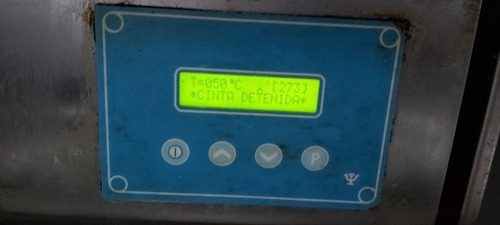 T=050°C [273]
*CINTA DETENIDA*
P